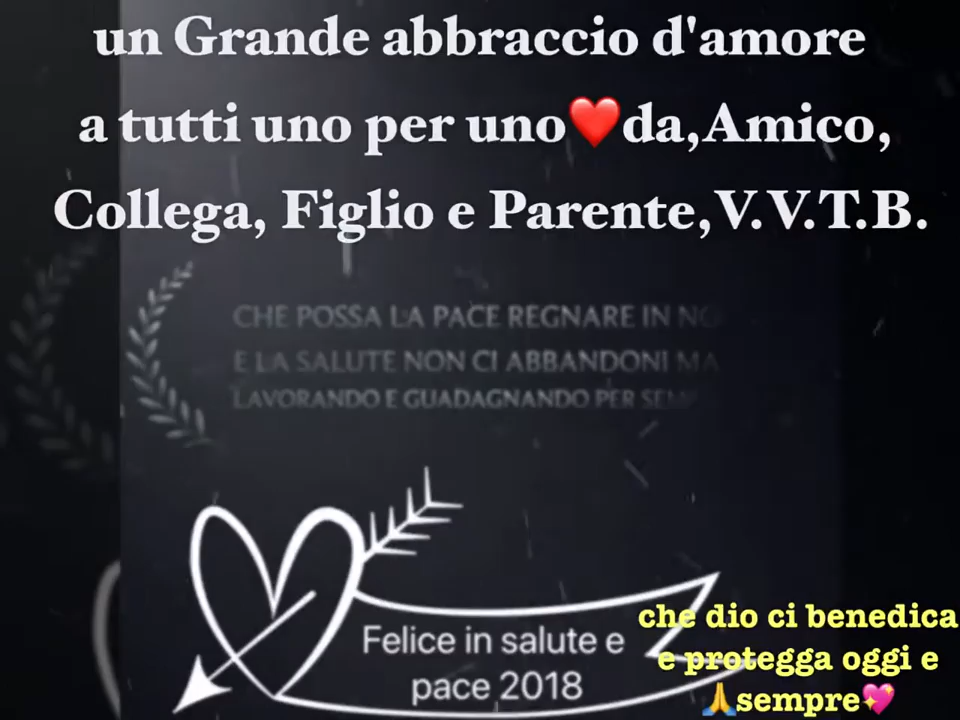 un Grande abbraccio d'amore
a tutti uno per uno❤️da,Amico,
Collega, Figlio e Parente,V.V.T.B.
CHE POSSA LA PACE REGNARE IN
E LA SALUTE NON CI ABBANDONI
LAVORANDO E GUADAGNANDO PER
Felice in salute e
pace 2018
che dio ci benedica
e protegga oggi e
🙏sempre💖